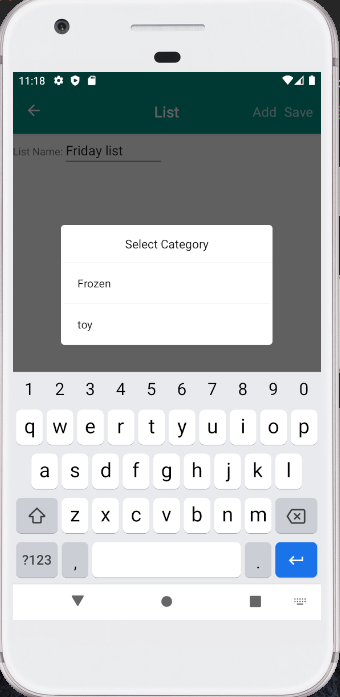 11:18
List Add Save
List Name: Friday list
Select Category
Frozen
toy
1 2 3 4 5 6 7 8 9 0
q w e r t y u i o p
a s d f g h j k l
z x c v b n m
?123 , .